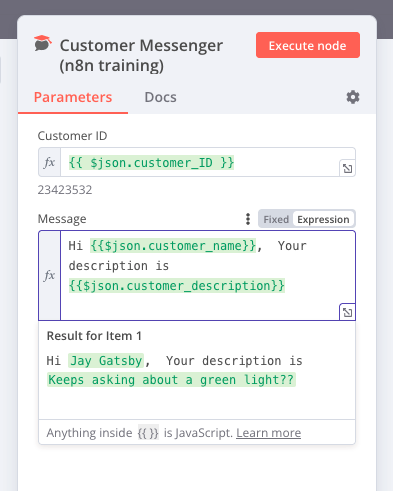 Customer Messenger
(n8n training)
Execute node
Parameters
Docs
Customer ID
fx {{ $json.customer_ID }}
23423532
Message
Fixed Expression
fx
Hi {{$json.customer_name}},  Your
description is
{{$json.customer_description}}
Result for Item 1
Hi Jay Gatsby,  Your description is
Keeps asking about a green light??
Anything inside {{ }} is JavaScript. Learn more